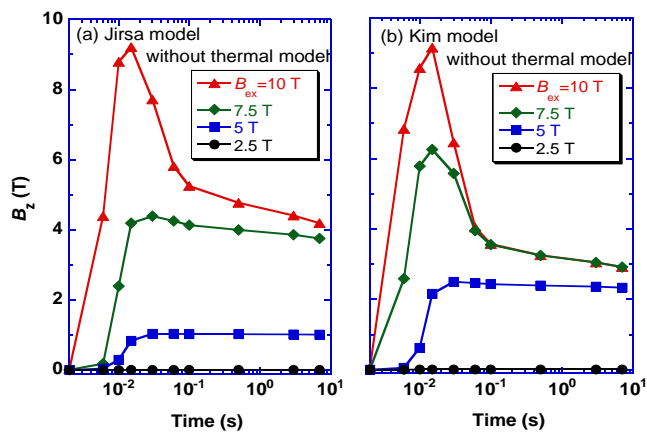 (a) Jirsa model
without thermal model
B_ex=10 T
7.5 T
5 T
2.5 T
(b) Kim model
without thermal model
B_ex=10 T
7.5 T
5 T
2.5 T
B_z (T)
10
8
6
4
2
0
10^-2 10^-1 10^0 10^1
10^-2 10^-1 10^0 10^1
Time (s)
Time (s)